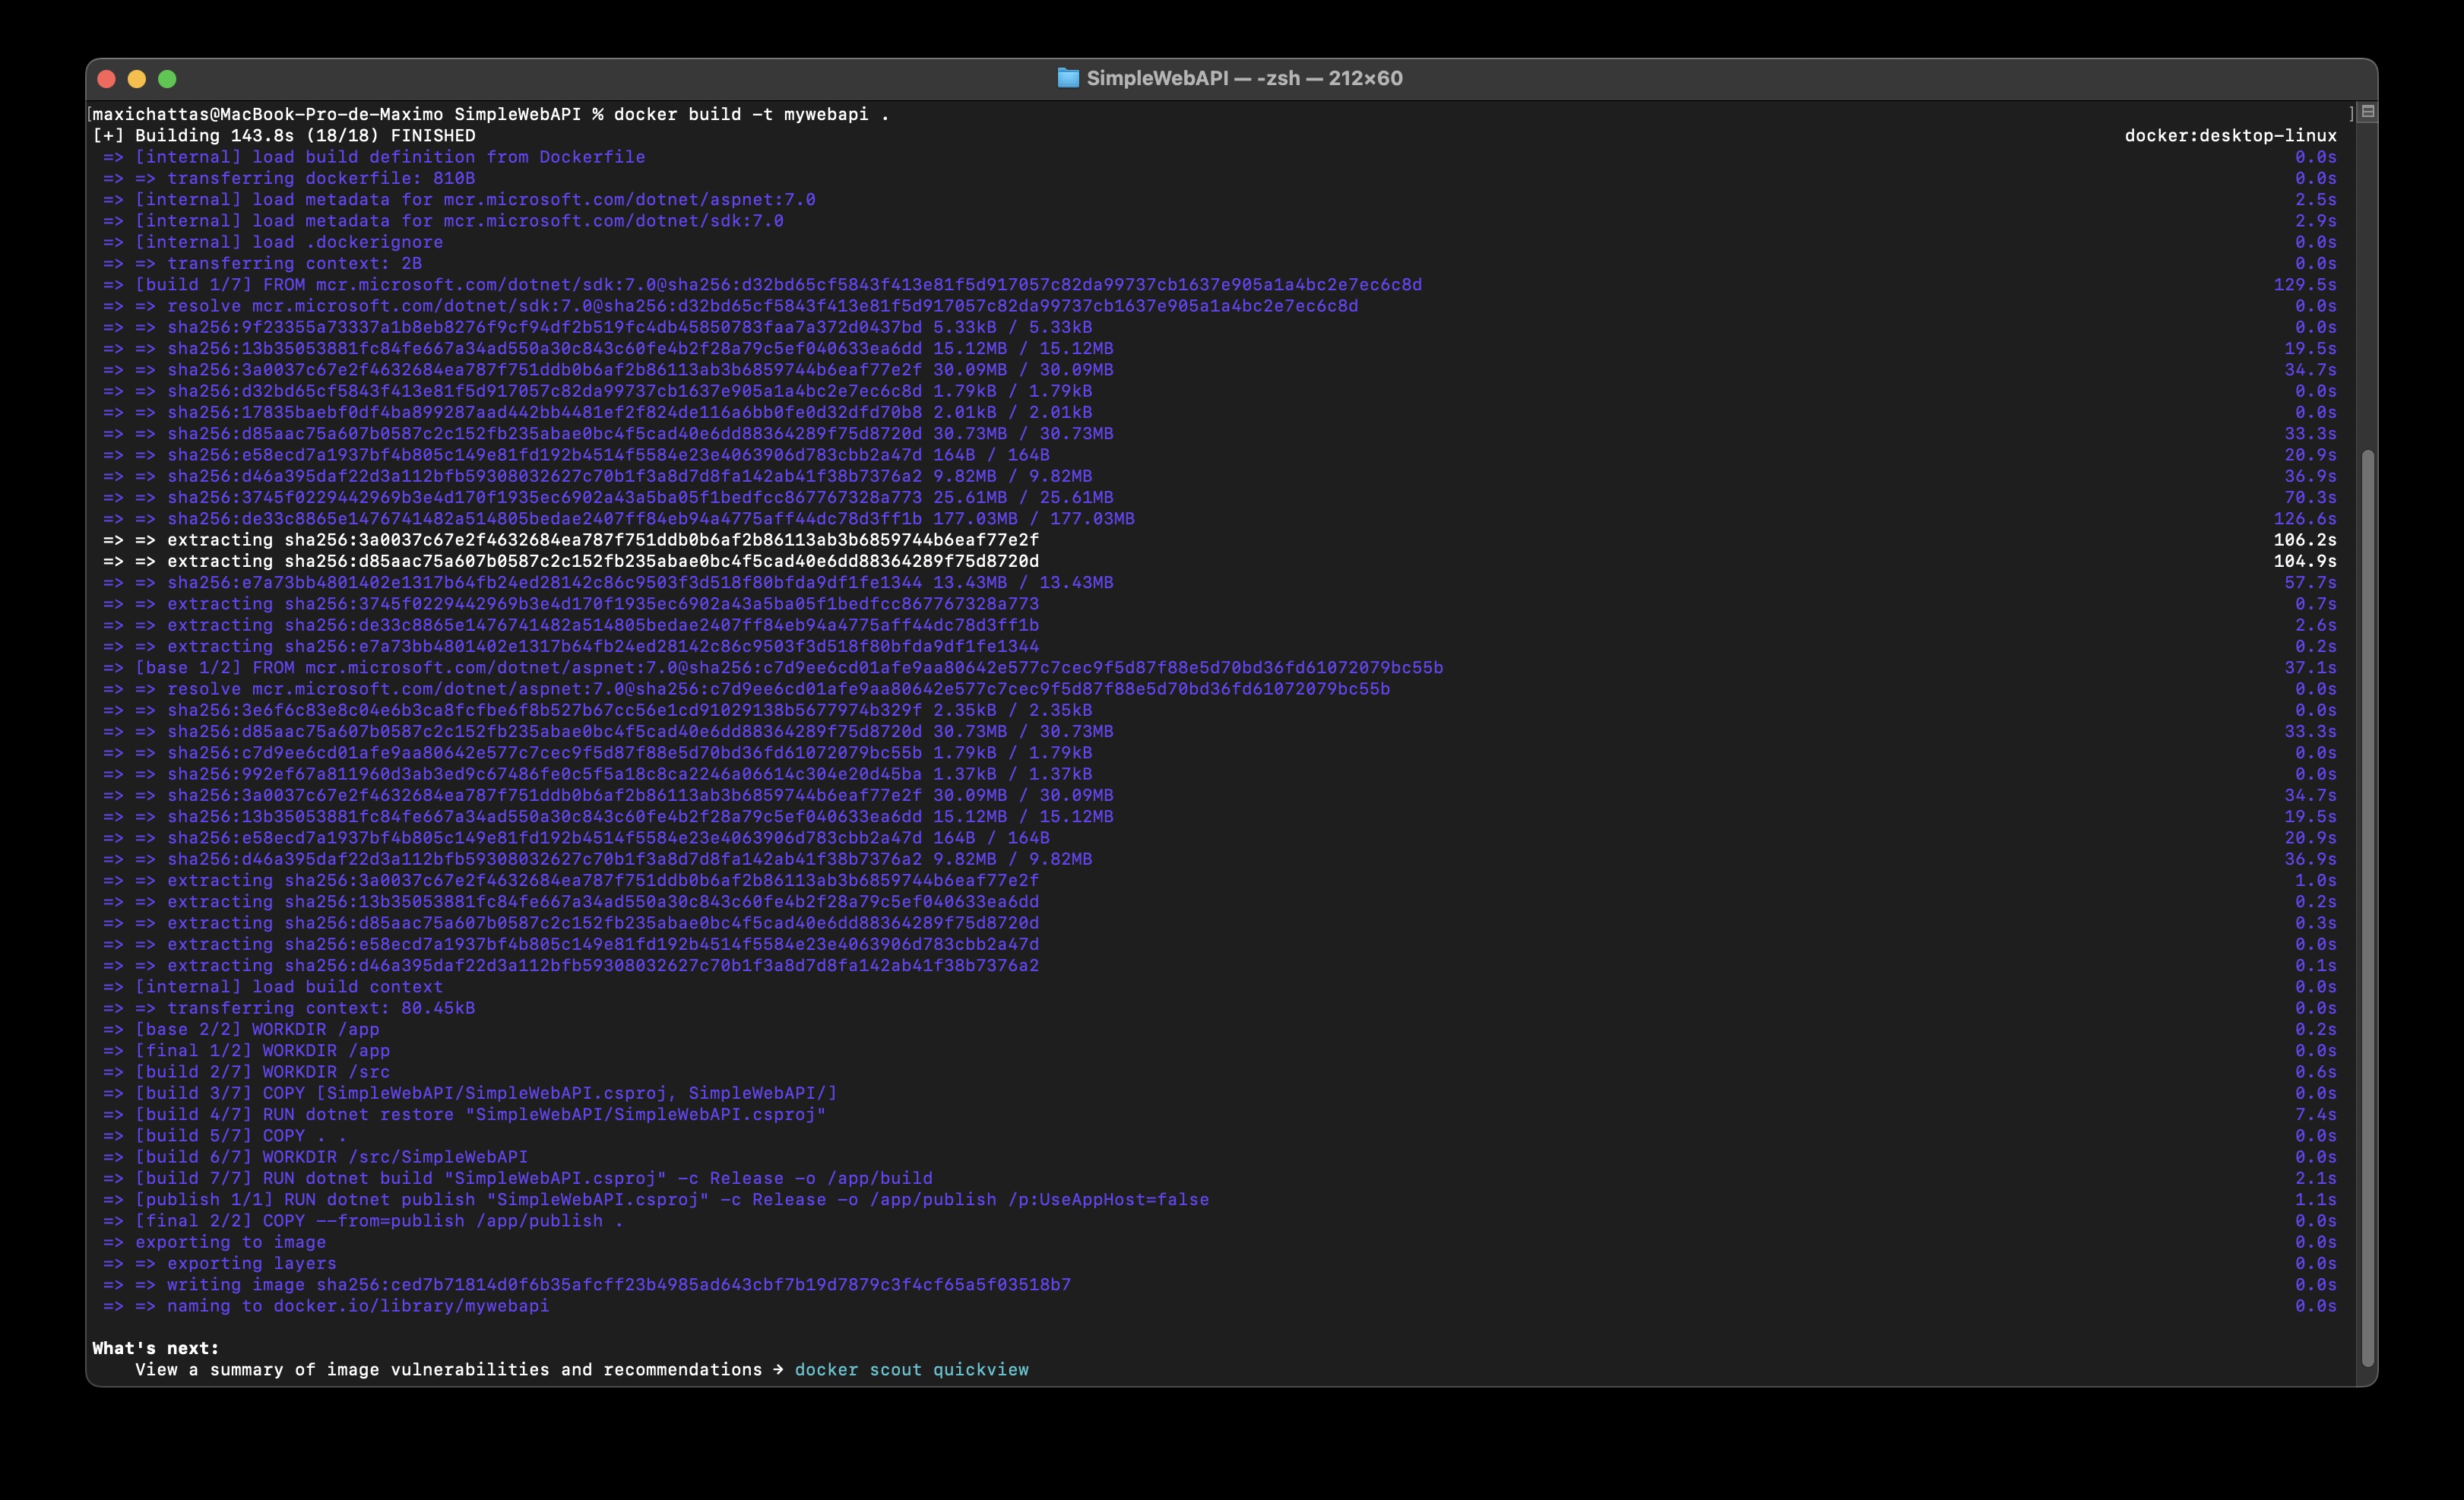 SimpleWebAPI — -zsh — 212×60
[maxichattas@MacBook-Pro-de-Maximo SimpleWebAPI % docker build -t mywebapi . ]
[+] Building 143.8s (18/18) FINISHED docker:desktop-linux
=> [internal] load build definition from Dockerfile 0.0s
=> => transferring dockerfile: 810B 0.0s
=> [internal] load metadata for mcr.microsoft.com/dotnet/aspnet:7.0 2.5s
=> [internal] load metadata for mcr.microsoft.com/dotnet/sdk:7.0 2.9s
=> [internal] load .dockerignore 0.0s
=> => transferring context: 2B 0.0s
=> [build 1/7] FROM mcr.microsoft.com/dotnet/sdk:7.0@sha256:d32bd65cf5843f413e81f5d917057c82da99737cb1637e905a1a4bc2e7ec6c8d 129.5s
=> => resolve mcr.microsoft.com/dotnet/sdk:7.0@sha256:d32bd65cf5843f413e81f5d917057c82da99737cb1637e905a1a4bc2e7ec6c8d 0.0s
=> => sha256:9f23355a73337a1b8eb8276f9cf94df2b519fc4db45850783faa7a372d0437bd 5.33kB / 5.33kB 0.0s
=> => sha256:13b35053881fc84fe667a34ad550a30c843c60fe4b2f28a79c5ef040633ea6dd 15.12MB / 15.12MB 19.5s
=> => sha256:3a0037c67e2f4632684ea787f751ddb0b6af2b86113ab3b6859744b6eaf77e2f 30.09MB / 30.09MB 34.7s
=> => sha256:d32bd65cf5843f413e81f5d917057c82da99737cb1637e905a1a4bc2e7ec6c8d 1.79kB / 1.79kB 0.0s
=> => sha256:17835baebf0df4ba899287aad442bb4481ef2f824de116a6bb0fe0d32dfd70b8 2.01kB / 2.01kB 0.0s
=> => sha256:d85aac75a607b0587c2c152fb235abae0bc4f5cad40e6dd88364289f75d8720d 30.73MB / 30.73MB 33.3s
=> => sha256:e58ecd7a1937bf4b805c149e81fd192b4514f5584e23e4063906d783cbb2a47d 164B / 164B 20.9s
=> => sha256:d46a395daf22d3a112bfb59308032627c70b1f3a8d7d8fa142ab41f38b7376a2 9.82MB / 9.82MB 36.9s
=> => sha256:3745f0229442969b3e4d170f1935ec6902a43a5ba05f1bedfcc867767328a773 25.61MB / 25.61MB 70.3s
=> => sha256:de33c8865e1476741482a514805bedae2407ff84eb94a4775aff44dc78d3ff1b 177.03MB / 177.03MB 126.6s
=> => extracting sha256:3a0037c67e2f4632684ea787f751ddb0b6af2b86113ab3b6859744b6eaf77e2f 106.2s
=> => extracting sha256:d85aac75a607b0587c2c152fb235abae0bc4f5cad40e6dd88364289f75d8720d 104.9s
=> => sha256:e7a73bb4801402e1317b64fb24ed28142c86c9503f3d518f80bfda9df1fe1344 13.43MB / 13.43MB 57.7s
=> => extracting sha256:3745f0229442969b3e4d170f1935ec6902a43a5ba05f1bedfcc867767328a773 0.7s
=> => extracting sha256:de33c8865e1476741482a514805bedae2407ff84eb94a4775aff44dc78d3ff1b 2.6s
=> => extracting sha256:e7a73bb4801402e1317b64fb24ed28142c86c9503f3d518f80bfda9df1fe1344 0.2s
=> [base 1/2] FROM mcr.microsoft.com/dotnet/aspnet:7.0@sha256:c7d9ee6cd01afe9aa80642e577c7cec9f5d87f88e5d70bd36fd61072079bc55b 37.1s
=> => resolve mcr.microsoft.com/dotnet/aspnet:7.0@sha256:c7d9ee6cd01afe9aa80642e577c7cec9f5d87f88e5d70bd36fd61072079bc55b 0.0s
=> => sha256:3e6f6c83e8c04e6b3ca8fcfbe6f8b527b67cc56e1cd91029138b5677974b329f 2.35kB / 2.35kB 0.0s
=> => sha256:d85aac75a607b0587c2c152fb235abae0bc4f5cad40e6dd88364289f75d8720d 30.73MB / 30.73MB 33.3s
=> => sha256:c7d9ee6cd01afe9aa80642e577c7cec9f5d87f88e5d70bd36fd61072079bc55b 1.79kB / 1.79kB 0.0s
=> => sha256:992ef67a811960d3ab3ed9c67486fe0c5f5a18c8ca2246a06614c304e20d45ba 1.37kB / 1.37kB 0.0s
=> => sha256:3a0037c67e2f4632684ea787f751ddb0b6af2b86113ab3b6859744b6eaf77e2f 30.09MB / 30.09MB 34.7s
=> => sha256:13b35053881fc84fe667a34ad550a30c843c60fe4b2f28a79c5ef040633ea6dd 15.12MB / 15.12MB 19.5s
=> => sha256:e58ecd7a1937bf4b805c149e81fd192b4514f5584e23e4063906d783cbb2a47d 164B / 164B 20.9s
=> => sha256:d46a395daf22d3a112bfb59308032627c70b1f3a8d7d8fa142ab41f38b7376a2 9.82MB / 9.82MB 36.9s
=> => extracting sha256:3a0037c67e2f4632684ea787f751ddb0b6af2b86113ab3b6859744b6eaf77e2f 1.0s
=> => extracting sha256:13b35053881fc84fe667a34ad550a30c843c60fe4b2f28a79c5ef040633ea6dd 0.2s
=> => extracting sha256:d85aac75a607b0587c2c152fb235abae0bc4f5cad40e6dd88364289f75d8720d 0.3s
=> => extracting sha256:e58ecd7a1937bf4b805c149e81fd192b4514f5584e23e4063906d783cbb2a47d 0.0s
=> => extracting sha256:d46a395daf22d3a112bfb59308032627c70b1f3a8d7d8fa142ab41f38b7376a2 0.1s
=> [internal] load build context 0.0s
=> => transferring context: 80.45kB 0.0s
=> [base 2/2] WORKDIR /app 0.2s
=> [final 1/2] WORKDIR /app 0.0s
=> [build 2/7] WORKDIR /src 0.6s
=> [build 3/7] COPY [SimpleWebAPI/SimpleWebAPI.csproj, SimpleWebAPI/] 0.0s
=> [build 4/7] RUN dotnet restore "SimpleWebAPI/SimpleWebAPI.csproj" 7.4s
=> [build 5/7] COPY . . 0.0s
=> [build 6/7] WORKDIR /src/SimpleWebAPI 0.0s
=> [build 7/7] RUN dotnet build "SimpleWebAPI.csproj" -c Release -o /app/build 2.1s
=> [publish 1/1] RUN dotnet publish "SimpleWebAPI.csproj" -c Release -o /app/publish /p:UseAppHost=false 1.1s
=> [final 2/2] COPY --from=publish /app/publish . 0.0s
=> exporting to image 0.0s
=> => exporting layers 0.0s
=> => writing image sha256:ced7b71814d0f6b35afcff23b4985ad643cbf7b19d7879c3f4cf65a5f03518b7 0.0s
=> => naming to docker.io/library/mywebapi 0.0s
What's next:
View a summary of image vulnerabilities and recommendations → docker scout quickview